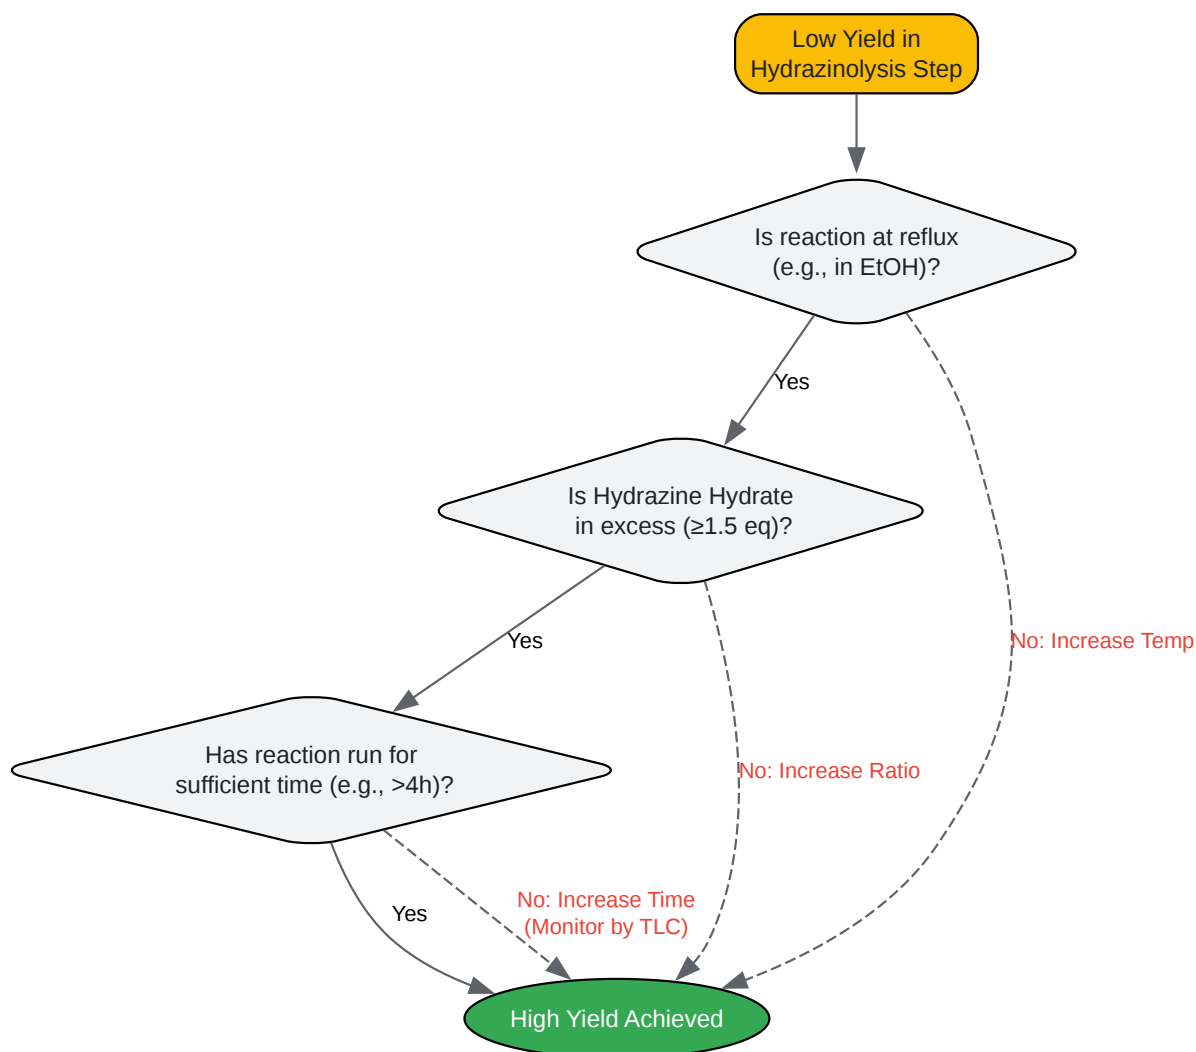 Low Yield in
Hydrazinolysis Step
Is reaction at reflux
(e.g., in EtOH)?
Yes
Is Hydrazine Hydrate
in excess (≥1.5 eq)?
Yes
No: Increase Temp
Has reaction run for
sufficient time (e.g., >4h)?
No: Increase Ratio
Yes
No: Increase Time
(Monitor by TLC)
High Yield Achieved